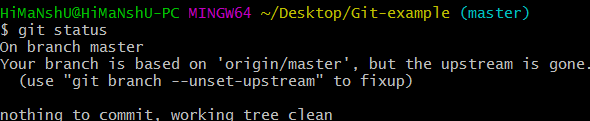 HiMaNshU@HiMaNshU-PC MINGW64 ~/Desktop/Git-example (master)
$ git status
On branch master
Your branch is based on 'origin/master', but the upstream is gone.
  (use "git branch --unset-upstream" to fixup)

nothing to commit, working tree clean